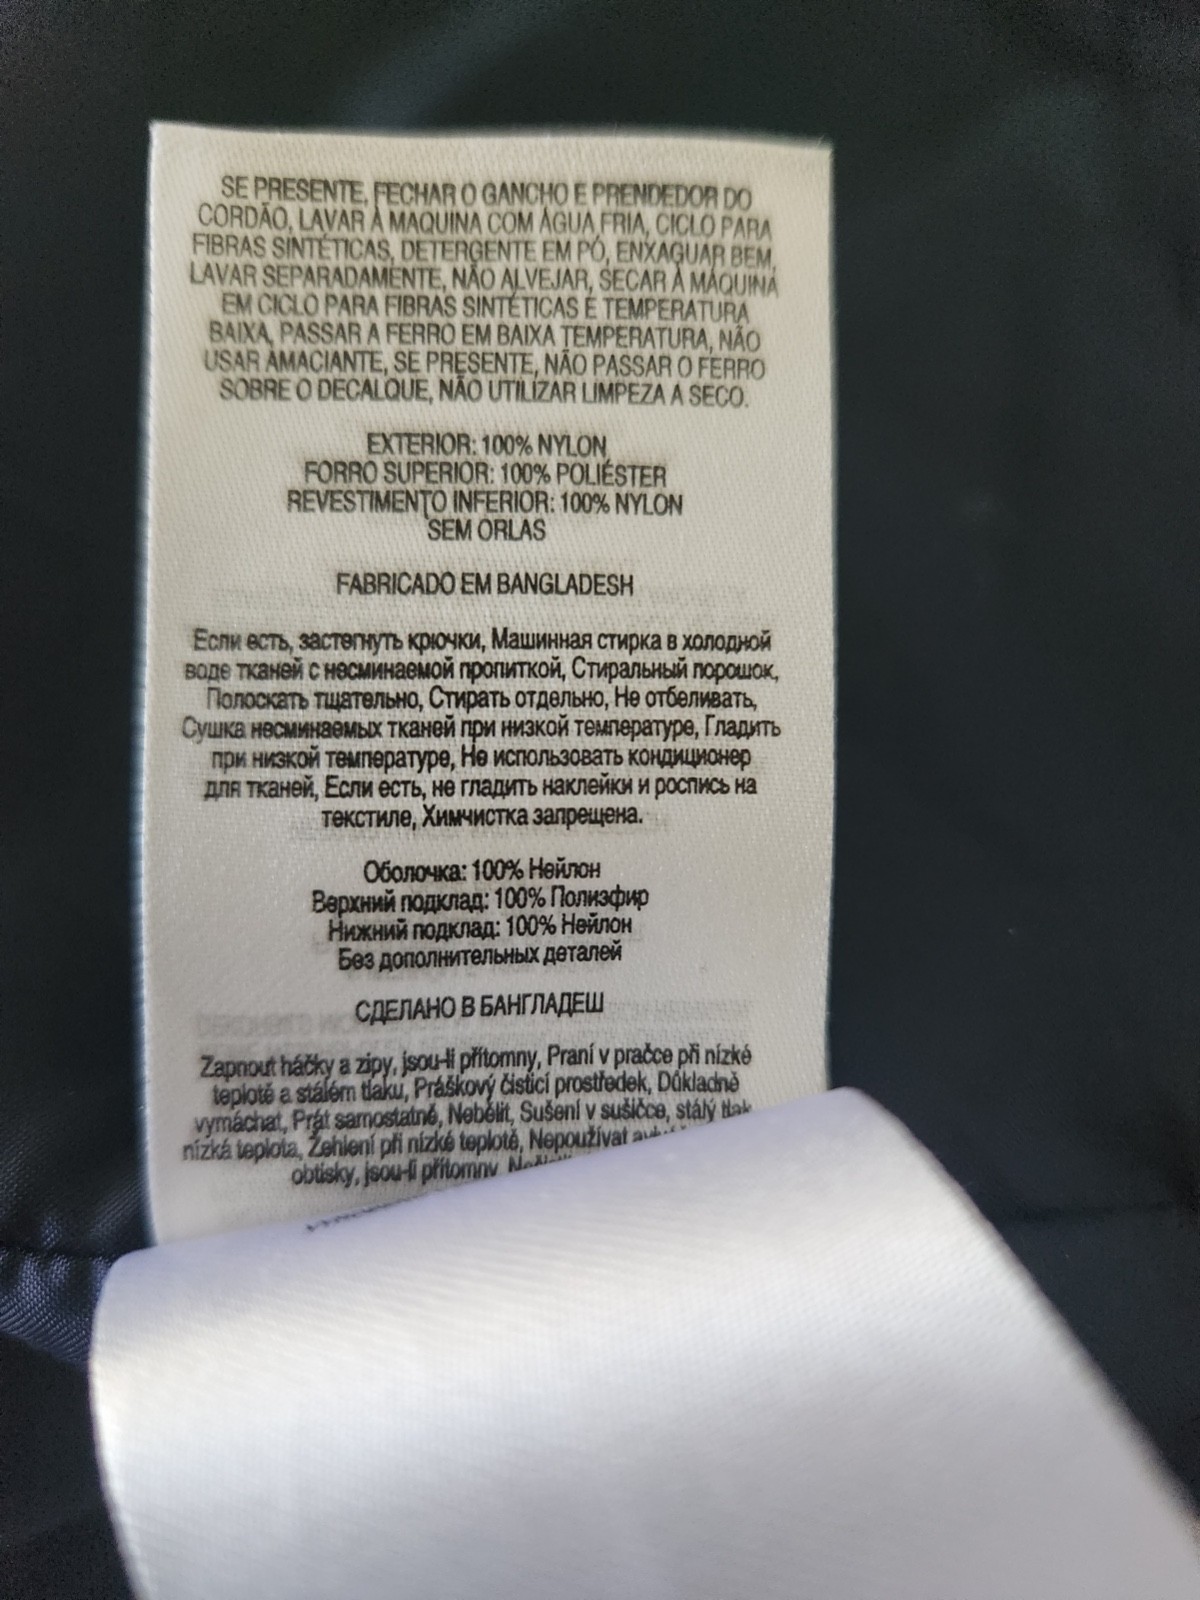 SE PRESENTE, FECHAR O GANCHO E PRENDEDOR DO
CORDÃO, LAVAR À MAQUINA COM ÁGUA FRIA, CICLO PARA
FIBRAS SINTÉTICAS, DETERGENTE EM PÓ, ENXAGUAR BEM,
LAVAR SEPARADAMENTE, NÃO ALVEJAR, SECAR À MÁQUINA
EM CICLO PARA FIBRAS SINTÉTICAS E TEMPERATURA
BAIXA, PASSAR A FERRO EM BAIXA TEMPERATURA, NÃO
USAR AMACIANTE, SE PRESENTE, NÃO PASSAR O FERRO
SOBRE O DECALQUE, NÃO UTILIZAR LIMPEZA A SECO.
EXTERIOR: 100% NYLON
FORRO SUPERIOR: 100% POLIÉSTER
REVESTIMENTO INFERIOR: 100% NYLON
SEM ORLAS
FABRICADO EM BANGLADESH
Если есть, застегнуть крючки, Машинная стирка в холодной
воде тканей с несминаемой пропиткой, Стиральный порошок,
Полоскать тщательно, Стирать отдельно, Не отбеливать,
Сушка несминаемых тканей при низкой температуре, Гладить
при низкой температуре, Не использовать кондиционер
для тканей, Если есть, не гладить наклейки и роспись на
текстиле, Химчистка запрещена.
Оболочка: 100% Нейлон
Верхний подклад: 100% Полиэфир
Нижний подклад: 100% Нейлон
Без дополнительных деталей
СДЕЛАНО В БАНГЛАДЕШ
Zapnout háčky a zipy, jsou-li přítomny, Praní v pračce při nízké
teplotě a stálém tlaku, Práškový čisticí prostředek, Důkladně
vymáchat, Prát samostatně, Nebělit, Sušení v sušičce, stálý tlak
nízká teplota, Žehlení při nízké teplotě, Nepoužívat
obtisky, jsou-li přítomny